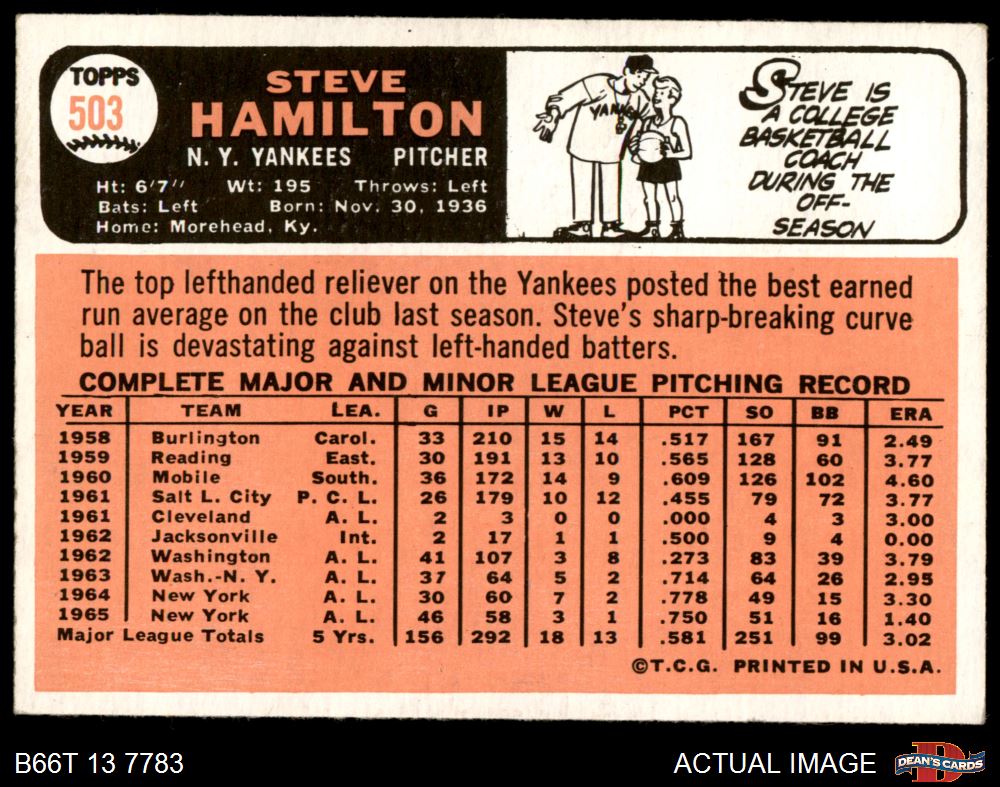 TOPPS
503
STEVE
HAMILTON
N. Y. YANKEES PITCHER
Ht: 6'7" Wt: 195 Throws: Left
Bats: Left Born: Nov. 30, 1936
Home: Morehead, Ky.
YANKS
STEVE IS
A COLLEGE
BASKETBALL
COACH
DURING THE
OFF-
SEASON
The top lefthanded reliever on the Yankees posted the best earned
run average on the club last season. Steve's sharp-breaking curve
ball is devastating against left-handed batters.
COMPLETE MAJOR AND MINOR LEAGUE PITCHING RECORD
YEAR TEAM LEA. G IP W L PCT SO BB ERA
1958 Burlington Carol. 33 210 15 14 .517 167 91 2.49
1959 Reading East. 30 191 13 10 .565 128 60 3.77
1960 Mobile South. 36 172 14 9 .609 126 102 4.60
1961 Salt L. City P. C. L. 26 179 10 12 .455 79 72 3.77
1961 Cleveland A. L. 2 3 0 0 .000 4 3 3.00
1962 Jacksonville Int. 2 17 1 1 .500 9 4 0.00
1962 Washington A. L. 41 107 3 8 .273 83 39 3.79
1963 Wash.-N. Y. A. L. 37 64 5 2 .714 64 26 2.95
1964 New York A. L. 30 60 7 2 .778 49 15 3.30
1965 New York A. L. 46 58 3 1 .750 51 16 1.40
Major League Totals 5 Yrs. 156 292 18 13 .581 251 99 3.02
©T.C.G. PRINTED IN U.S.A.
B66T 13 7783
ACTUAL IMAGE
DEAN'S CARDS